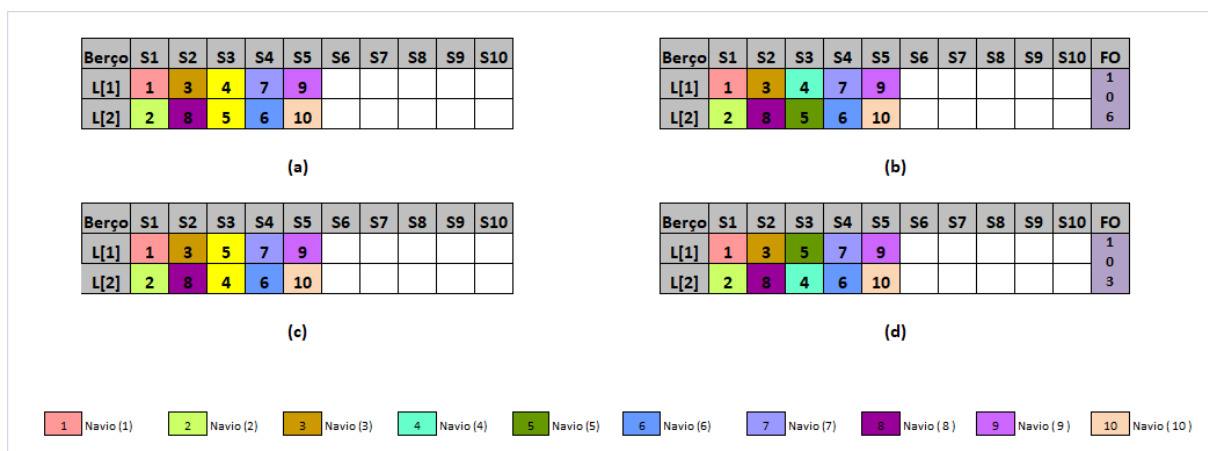 Berço S1 S2 S3 S4 S5 S6 S7 S8 S9 S10
L[1] 1 3 4 7 9
L[2] 2 8 5 6 10
(a)
Berço S1 S2 S3 S4 S5 S6 S7 S8 S9 S10 FO
L[1] 1 3 4 7 9 106
L[2] 2 8 5 6 10
(b)
Berço S1 S2 S3 S4 S5 S6 S7 S8 S9 S10
L[1] 1 3 5 7 9
L[2] 2 8 4 6 10
(c)
Berço S1 S2 S3 S4 S5 S6 S7 S8 S9 S10 FO
L[1] 1 3 5 7 9 103
L[2] 2 8 4 6 10
(d)
1 Navio (1) 2 Navio (2) 3 Navio (3) 4 Navio (4) 5 Navio (5) 6 Navio (6) 7 Navio (7) 8 Navio ( 8 ) 9 Navio ( 9 ) 10 Navio ( 10 )